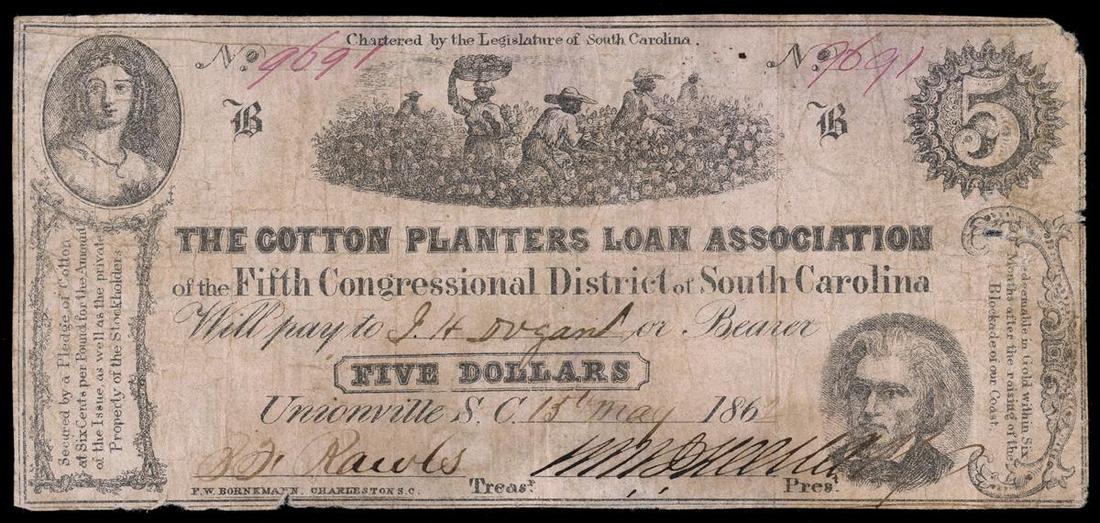 Chartered by the Legislature of South Carolina.
No. 9691
No. 9691
B
B
5
THE COTTON PLANTERS LOAN ASSOCIATION
of the Fifth Congressional District of South Carolina
Will pay to J. H. Dogan or Bearer
FIVE DOLLARS
Unionville S. C. 15th May 186
Rawls
Treasr.
Prest.
F. W. BORNEMANN. CHARLESTON S. C.
Secured by a Pledge of Cotton
at Six Cents per Pound for the Amount
of the Issue, as well as the private
Property of the Stockholders.
Redeemable in Gold within Six
Months after the raising of the
Blockade of our Coast.